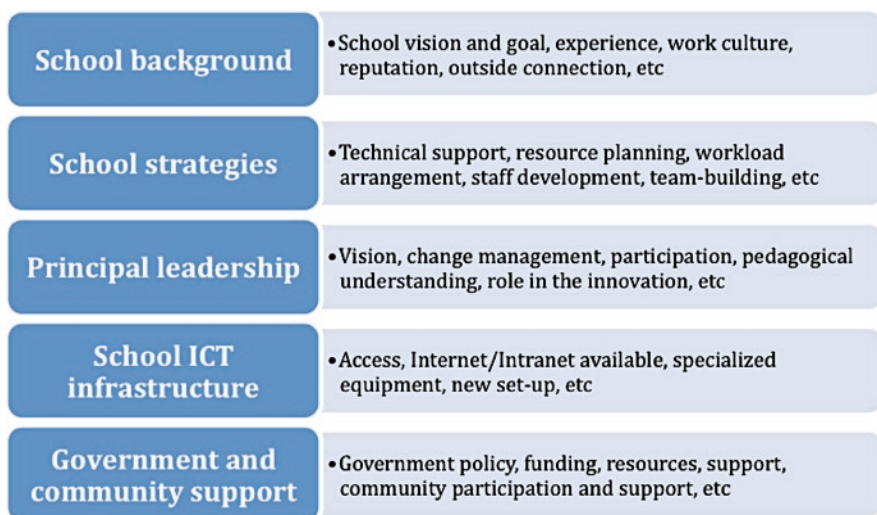 School background
•School vision and goal, experience, work culture,
reputation, outside connection, etc
School strategies
•Technical support, resource planning, workload
arrangement, staff development, team-building, etc
Principal leadership
•Vision, change management, participation, pedagogical
understanding, role in the innovation, etc
School ICT
infrastructure
•Access, Internet/Intranet available, specialized
equipment, new set-up, etc
Government and
community support
•Government policy, funding, resources, support,
community participation and support, etc